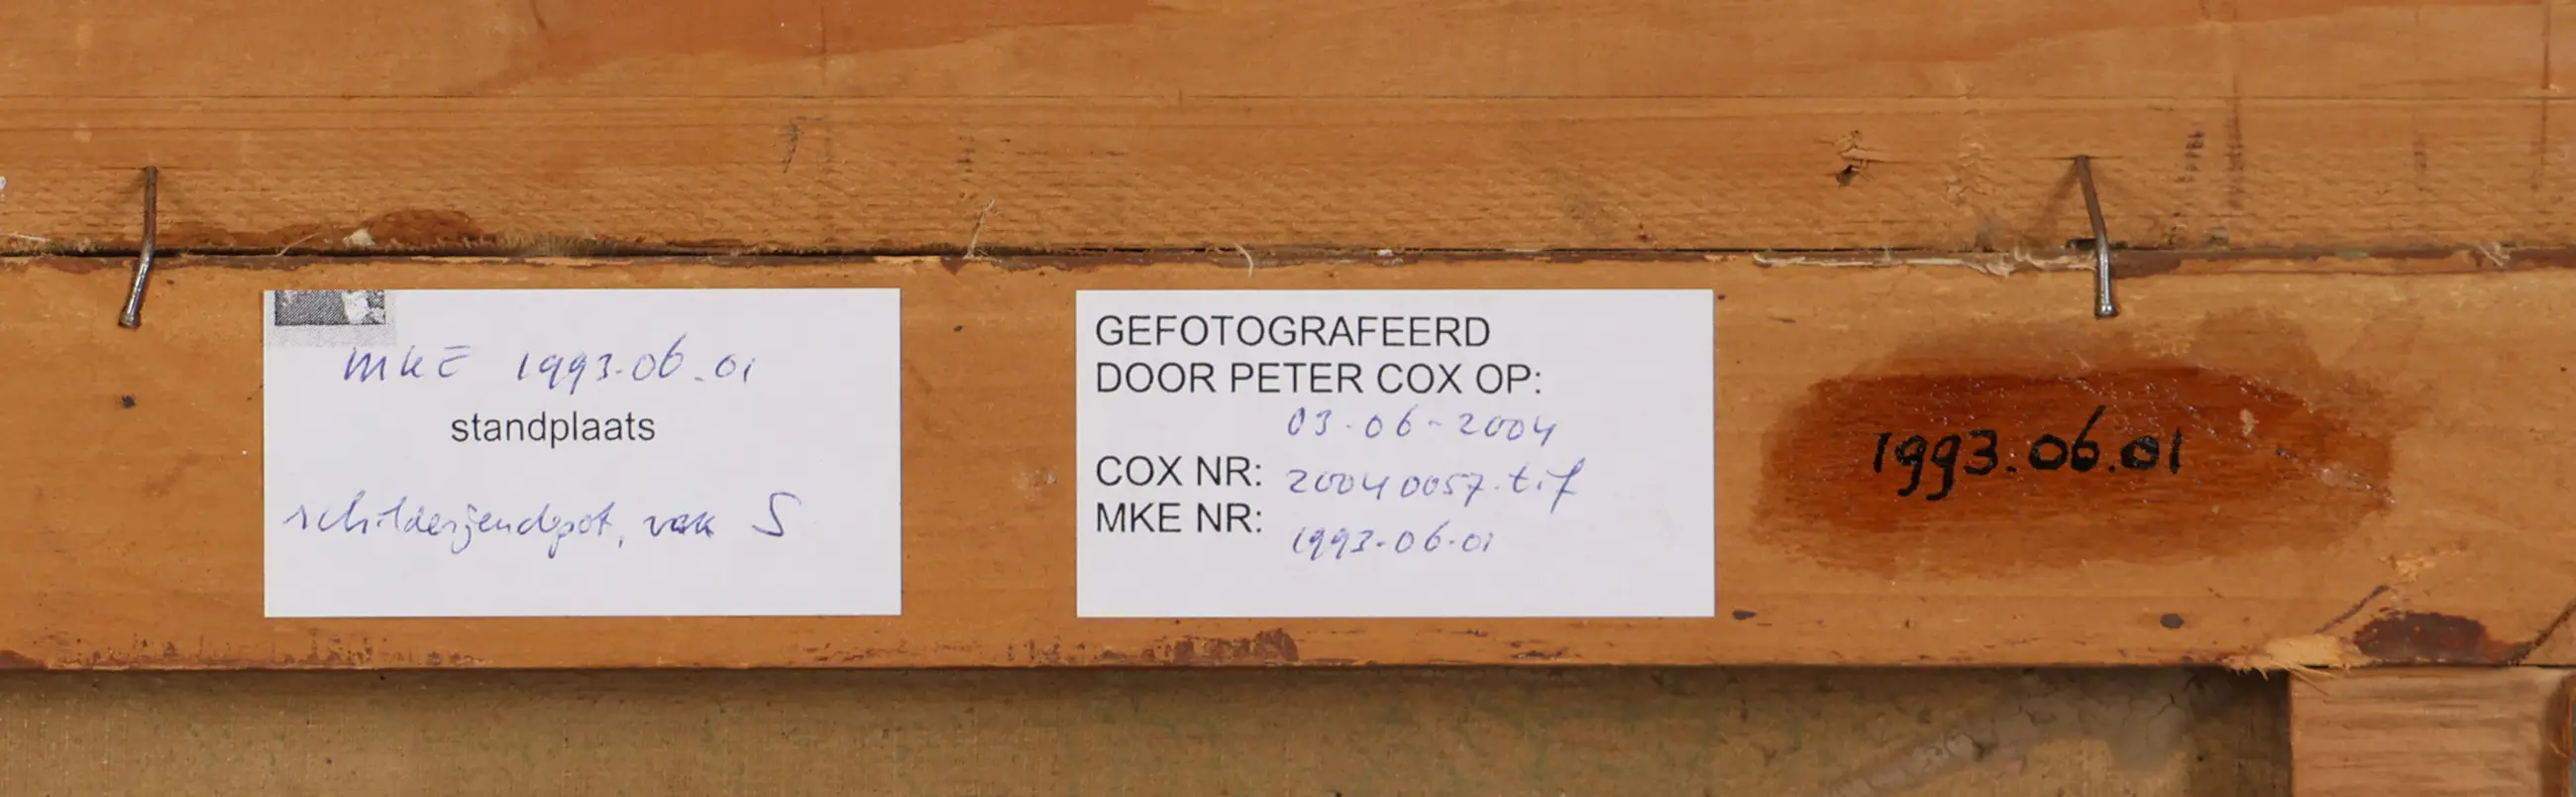 MKE 1993.06.01
standplaats
schilderijendepot, vak S
GEFOTOGRAFEERD
DOOR PETER COX OP:
03-06-2004
COX NR: 20040057.tif
MKE NR: 1993-06-01
1993.06.01